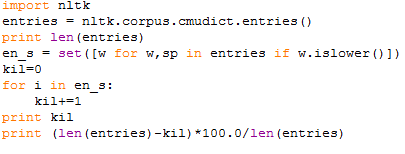 import nltk
entries = nltk.corpus.cmudict.entries()
print len(entries)
en_s = set([w for w,sp in entries if w.islower()])
kil=0
for i in en_s:
    kil+=1
print kil
print (len(entries)-kil)*100.0/len(entries)